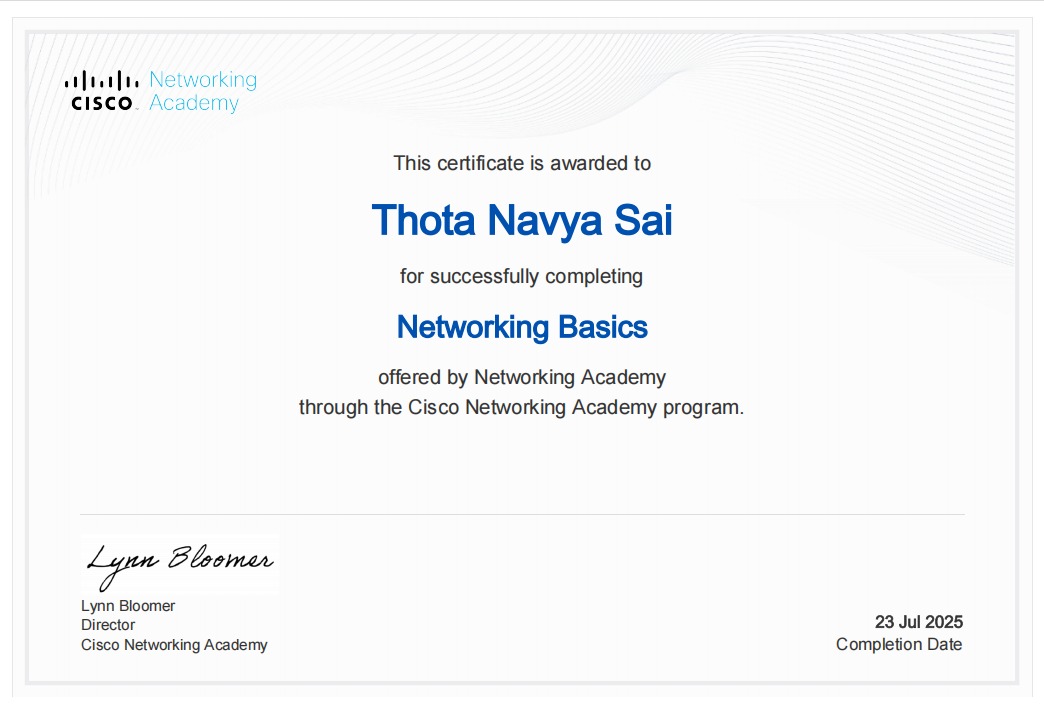 Networking
CISCO Academy
This certificate is awarded to
Thota Navya Sai
for successfully completing
Networking Basics
offered by Networking Academy
through the Cisco Networking Academy program.
Lynn Bloomer
Lynn Bloomer
Director
Cisco Networking Academy
23 Jul 2025
Completion Date